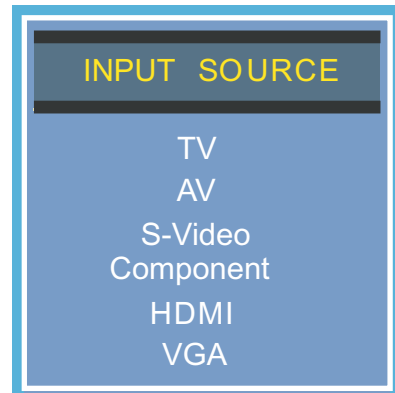 INPUT SOURCE
TV
AV
S-Video
Component
HDMI
VGA